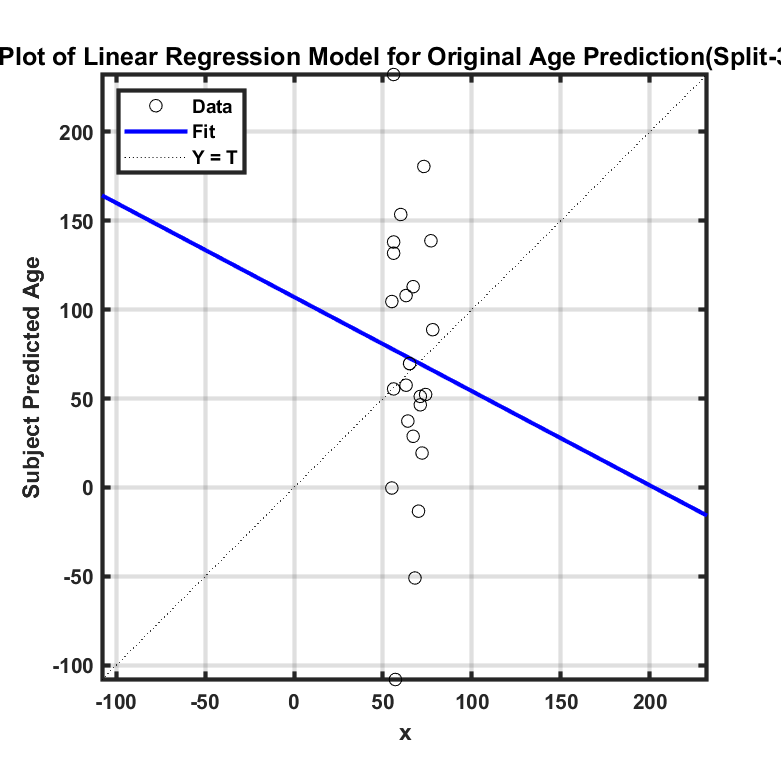 Plot of Linear Regression Model for Original Age Prediction(Split-3
Data
Fit
Y = T
200
150
100
50
0
-50
-100
Subject Predicted Age
-100 -50 0 50 100 150 200
x